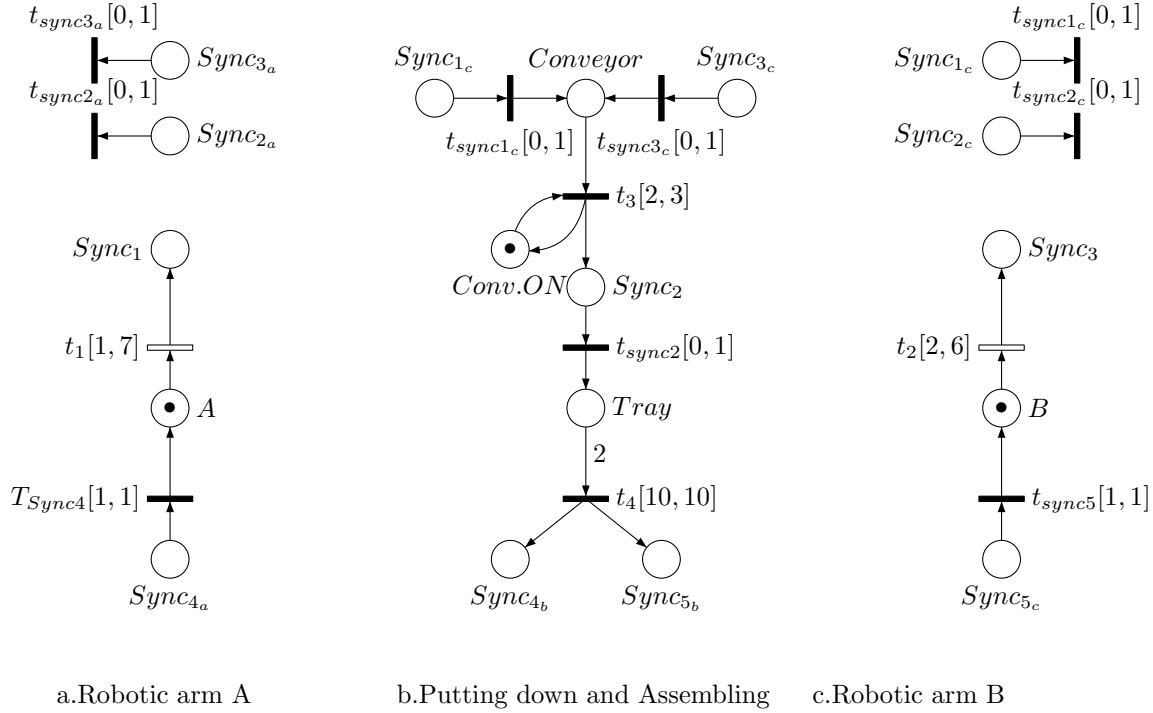 t_{sync3_a}[0, 1]
Sync_{3_a}
t_{sync2_a}[0, 1]
Sync_{2_a}
Sync_1
t_1[1, 7]
A
T_{Sync4}[1, 1]
Sync_{4_a}
a.Robotic arm A
Sync_{1_c}
Conveyor
Sync_{3_c}
t_{sync1_c}[0, 1]
t_{sync3_c}[0, 1]
t_3[2, 3]
Conv.ON
Sync_2
t_{sync2}[0, 1]
Tray
2
t_4[10, 10]
Sync_{4_b}
Sync_{5_b}
b.Putting down and Assembling
t_{sync1_c}[0, 1]
Sync_{1_c}
t_{sync2_c}[0, 1]
Sync_{2_c}
Sync_3
t_2[2, 6]
B
t_{sync5}[1, 1]
Sync_{5_c}
c.Robotic arm B